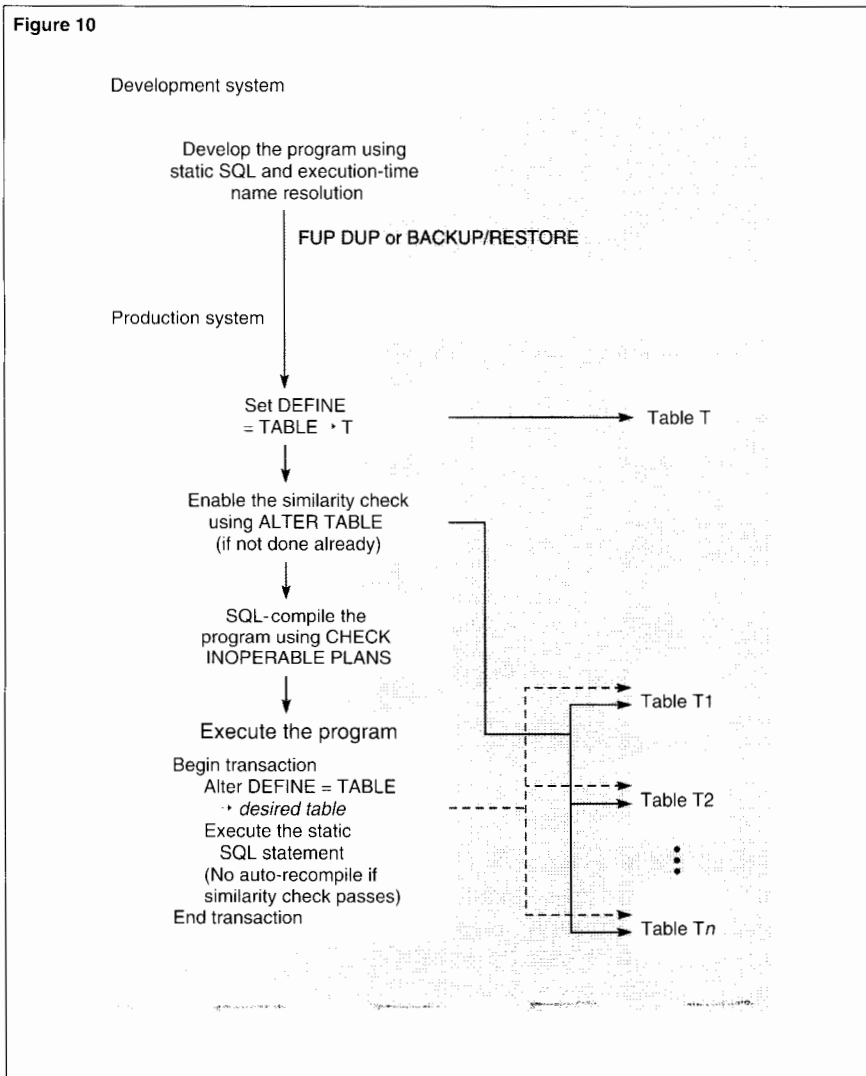 Figure 10
Development system
Develop the program using
static SQL and execution-time
name resolution
FUP DUP or BACKUP/RESTORE
Production system
Set DEFINE
= TABLE → T
Table T
Enable the similarity check
using ALTER TABLE
(if not done already)
SQL-compile the
program using CHECK
INOPERABLE PLANS
Table T1
Execute the program
Begin transaction
Alter DEFINE = TABLE
→ desired table
Table T2
Execute the static
SQL statement
(No auto-recompile if
similarity check passes)
End transaction
Table Tn